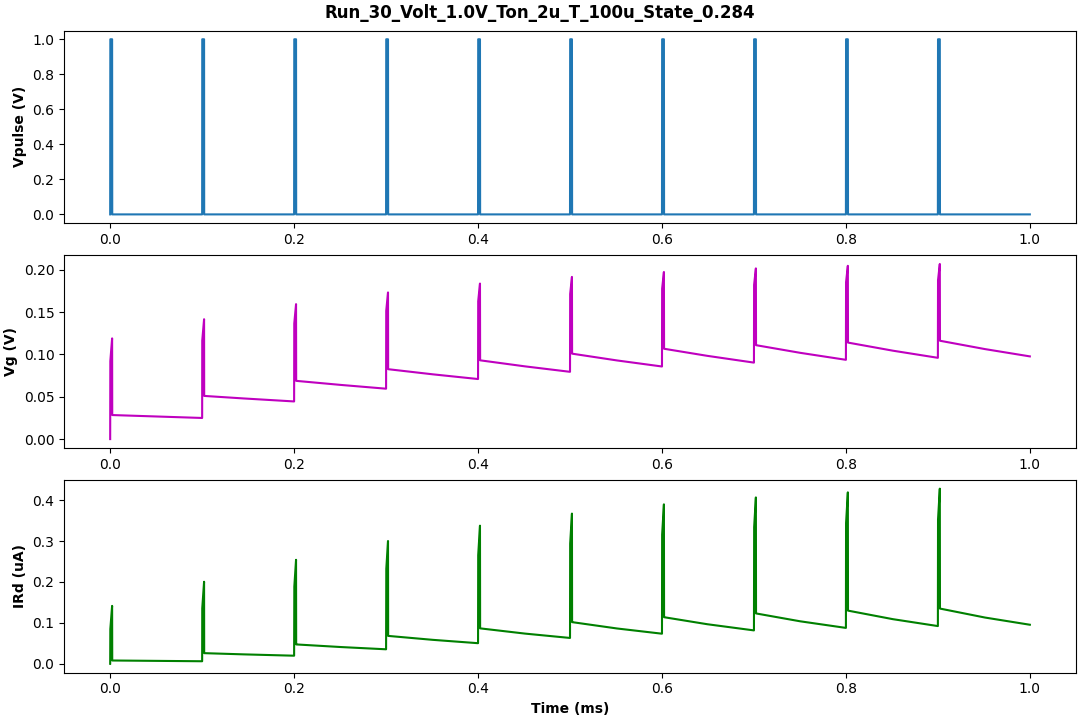 Run_30_Volt_1.0V_Ton_2u_T_100u_State_0.284
Vpulse (V)
1.0
0.8
0.6
0.4
0.2
0.0
0.0 0.2 0.4 0.6 0.8 1.0
Vg (V)
0.20
0.15
0.10
0.05
0.00
0.0 0.2 0.4 0.6 0.8 1.0
IRd (uA)
0.4
0.3
0.2
0.1
0.0
0.0 0.2 0.4 0.6 0.8 1.0
Time (ms)